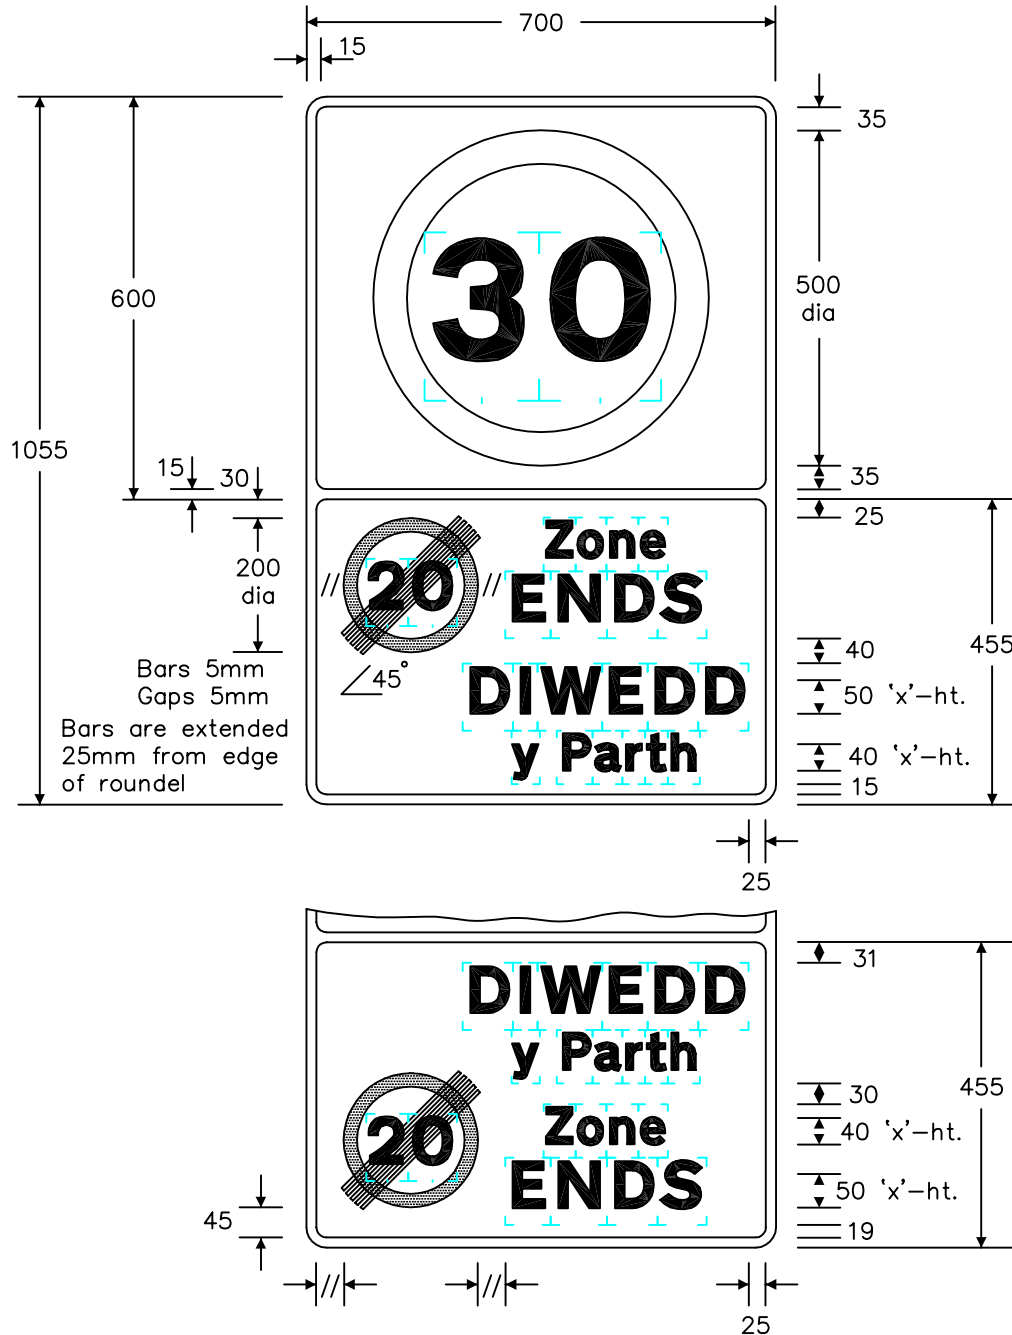 700
15
35
30
600
500
dia
1055
15 30
35
25
200
dia
20
Zone
ENDS
40
455
45°
Bars 5mm
Gaps 5mm
DIWEDD
50 'x'-ht.
Bars are extended
25mm from edge
of roundel
y Parth
40 'x'-ht.
15
25
DIWEDD
31
y Parth
455
30
20
Zone
40 'x'-ht.
ENDS
50 'x'-ht.
45
19
25